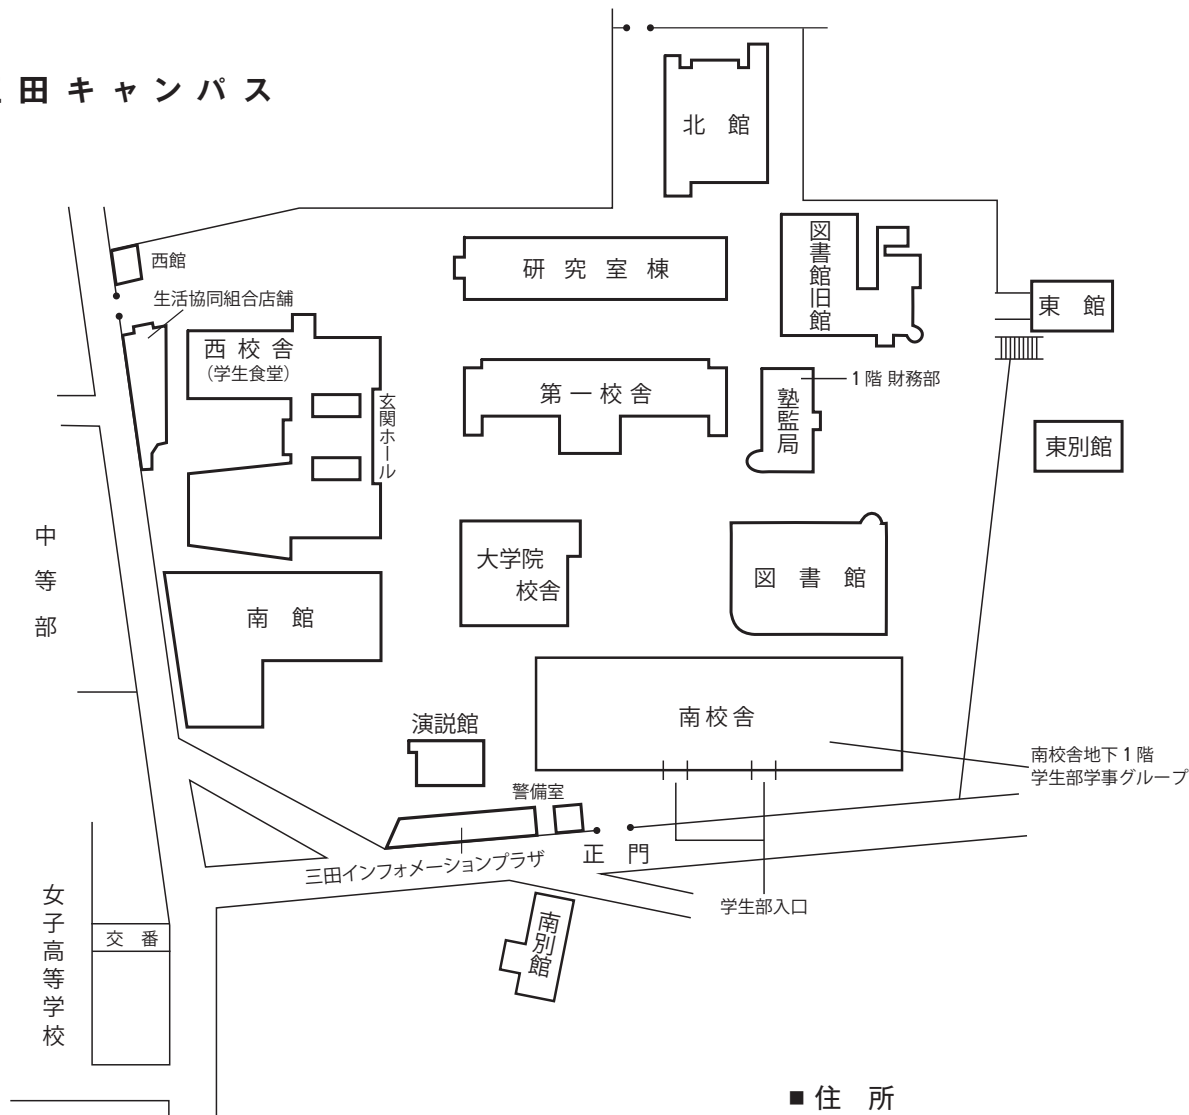 田キャンパス
北館
図書館旧館
研究室棟
西館
生活協同組合店舗
東館
西校舎
(学生食堂)
第一校舎
1階 財務部
塾監局
玄関ホール
東別館
中等部
大学院
校舎
図書館
南館
南校舎
演説館
南校舎地下1階
学生部学事グループ
警備室
正門
三田インフォメーションプラザ
学生部入口
女子高等学校
交番
南別館
■住所